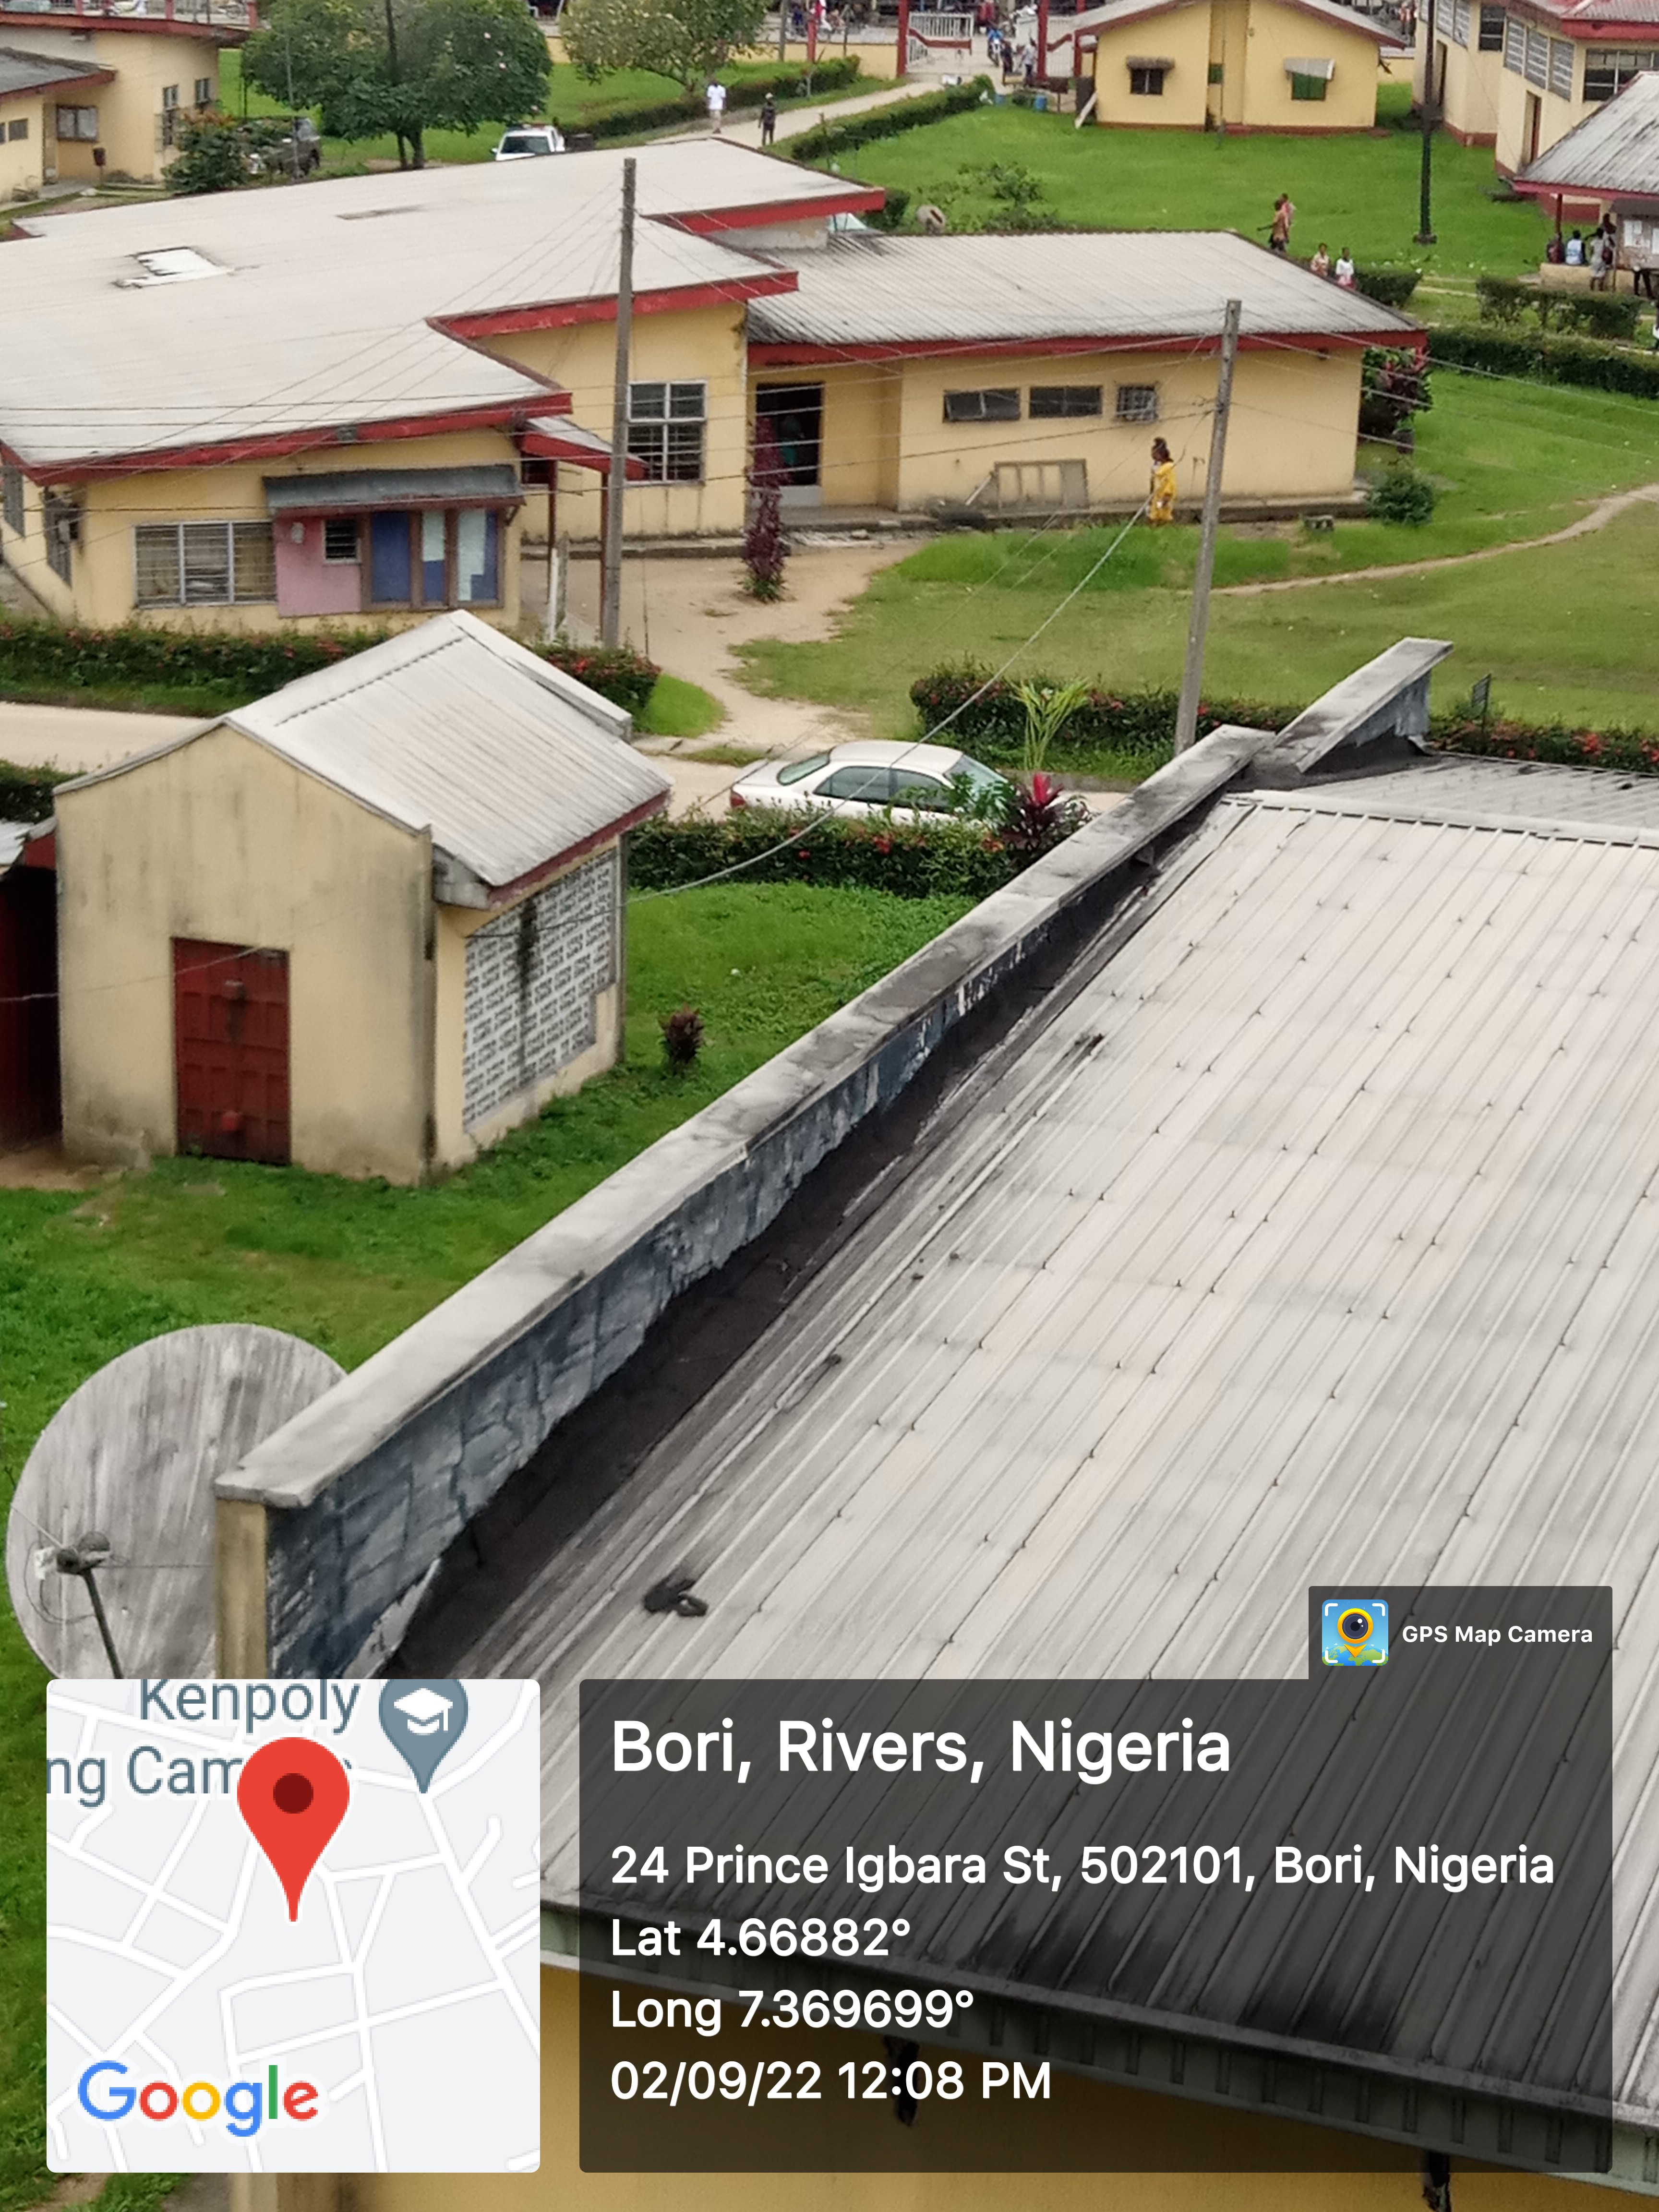 GPS Map Camera
Kenpoly
ng Cam
Google
Bori, Rivers, Nigeria
24 Prince Igbara St, 502101, Bori, Nigeria
Lat 4.66882°
Long 7.369699°
02/09/22 12:08 PM